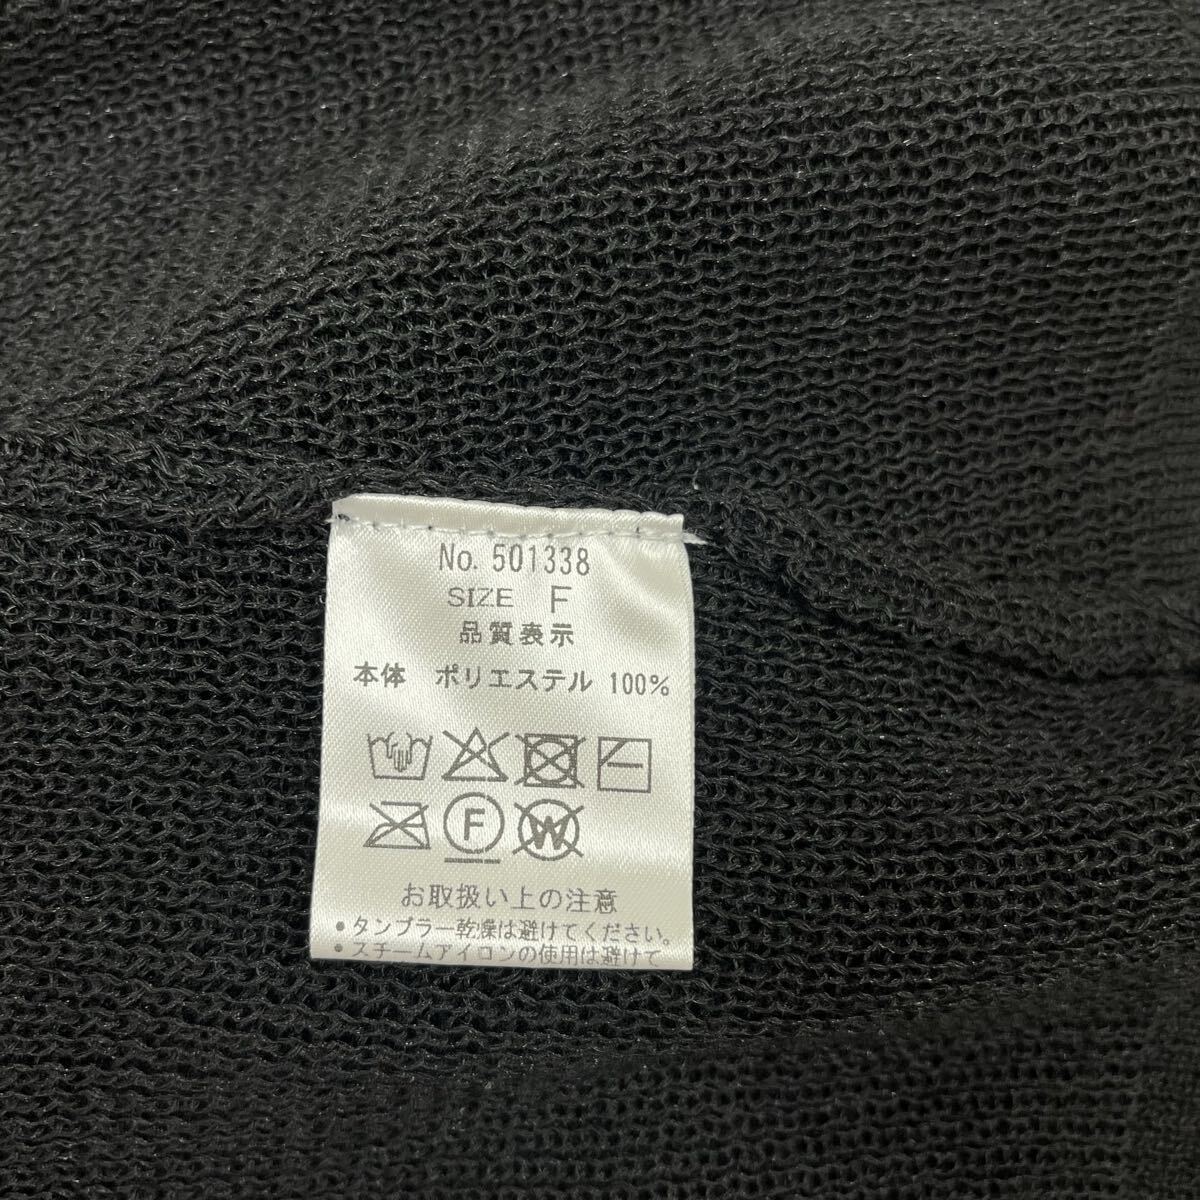 No. 501338
SIZE F
品質表示
本体 ポリエステル 100%
F W
お取扱い上の注意
•タンブラー乾燥は避けてください。
•スチームアイロンの使用は避けて